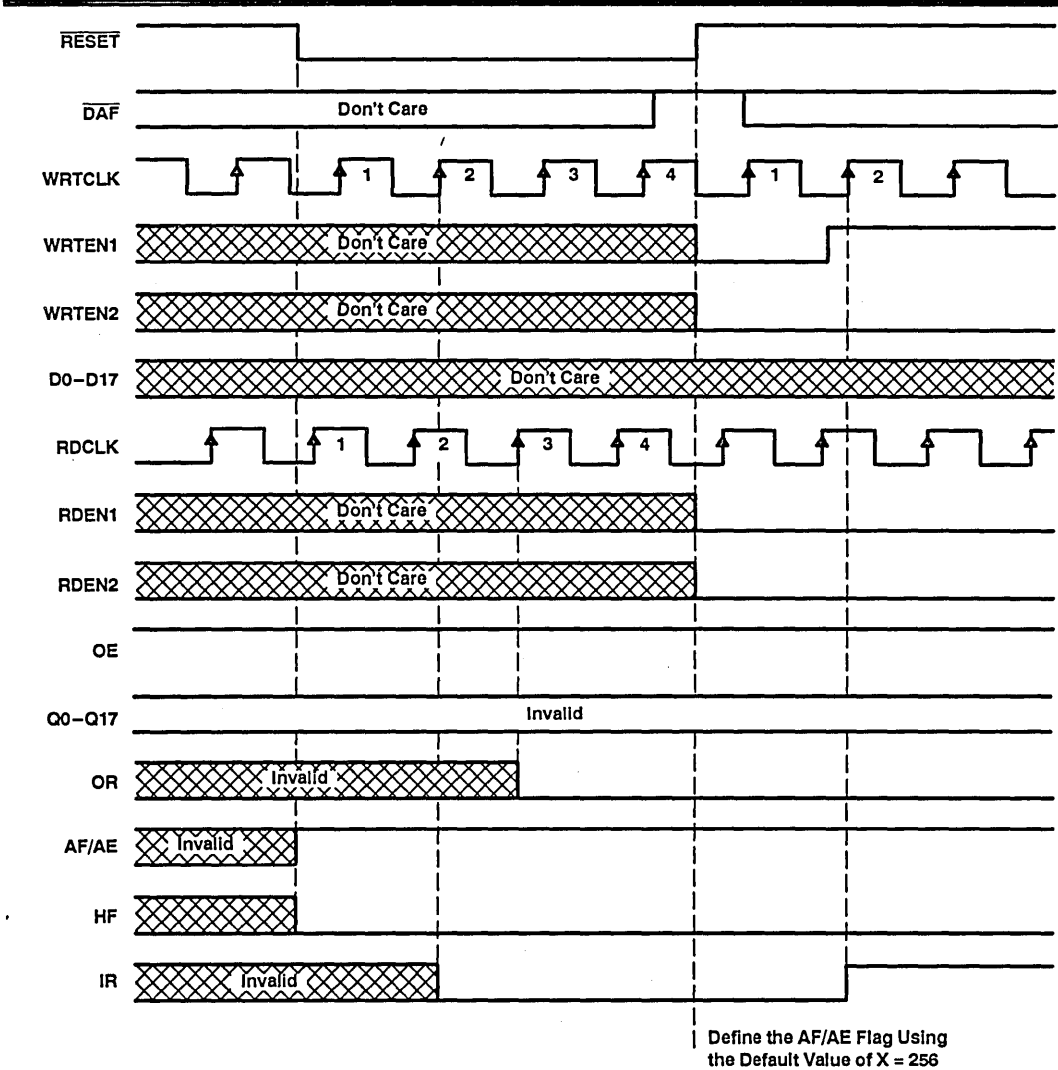 RESET
DAF
Don't Care
WRTCLK
1 2 3 4 1 2
WRTEN1
Don't Care
WRTEN2
Don't Care
D0–D17
Don't Care
RDCLK
1 2 3 4
RDEN1
Don't Care
RDEN2
Don't Care
OE
Q0–Q17
Invalid
OR
Invalid
AF/AE
Invalid
HF
IR
Invalid
Define the AF/AE Flag Using
the Default Value of X = 256